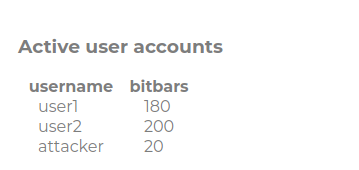 Active user accounts
username bitbars
user1 180
user2 200
attacker 20